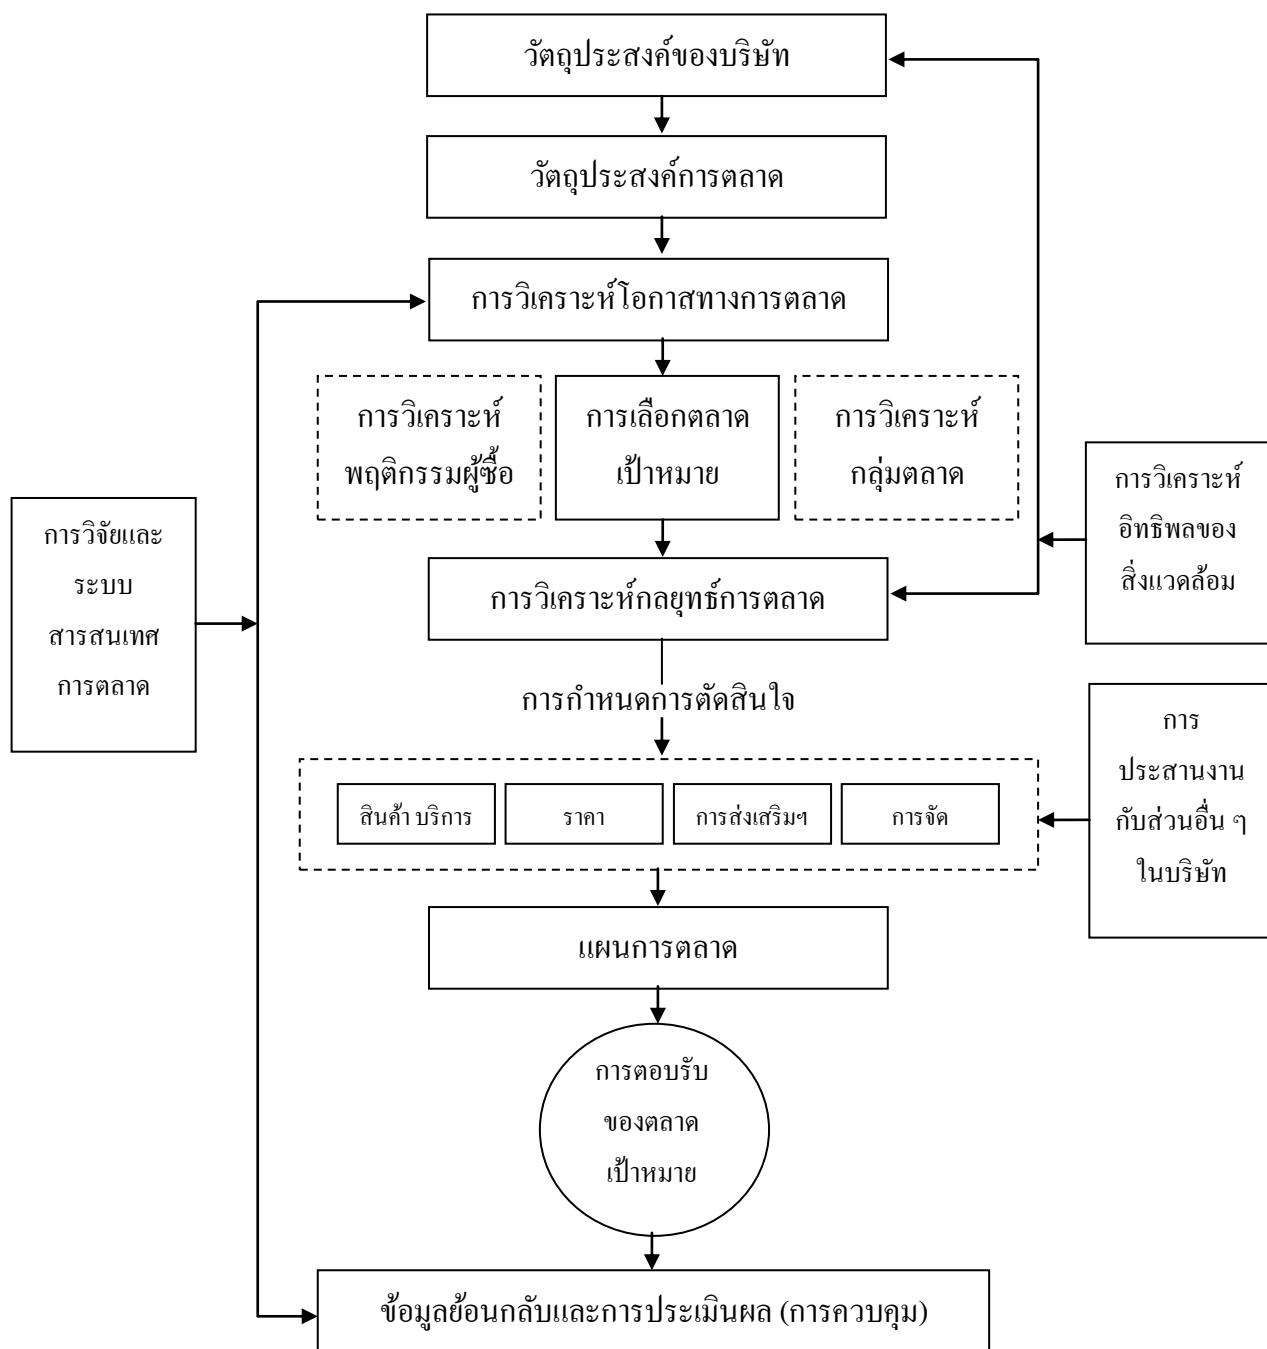 วัตถุประสงค์ของบริษัท
วัตถุประสงค์การตลาด
การวิเคราะห์โอกาสทางการตลาด
การวิเคราะห์
พฤติกรรมผู้ซื้อ
การเลือกตลาด
เป้าหมาย
การวิเคราะห์
กลุ่มตลาด
การวิจัยและ
ระบบ
สารสนเทศ
การตลาด
การวิเคราะห์
อิทธิพลของ
สิ่งแวดล้อม
การวิเคราะห์กลยุทธ์การตลาด
การกำหนดการตัดสินใจ
สินค้า บริการ
ราคา
การส่งเสริมฯ
การจัด
การ
ประสานงาน
กับส่วนอื่น ๆ
ในบริษัท
แผนการตลาด
การตอบรับ
ของตลาด
เป้าหมาย
ข้อมูลย้อนกลับและการประเมินผล (การควบคุม)